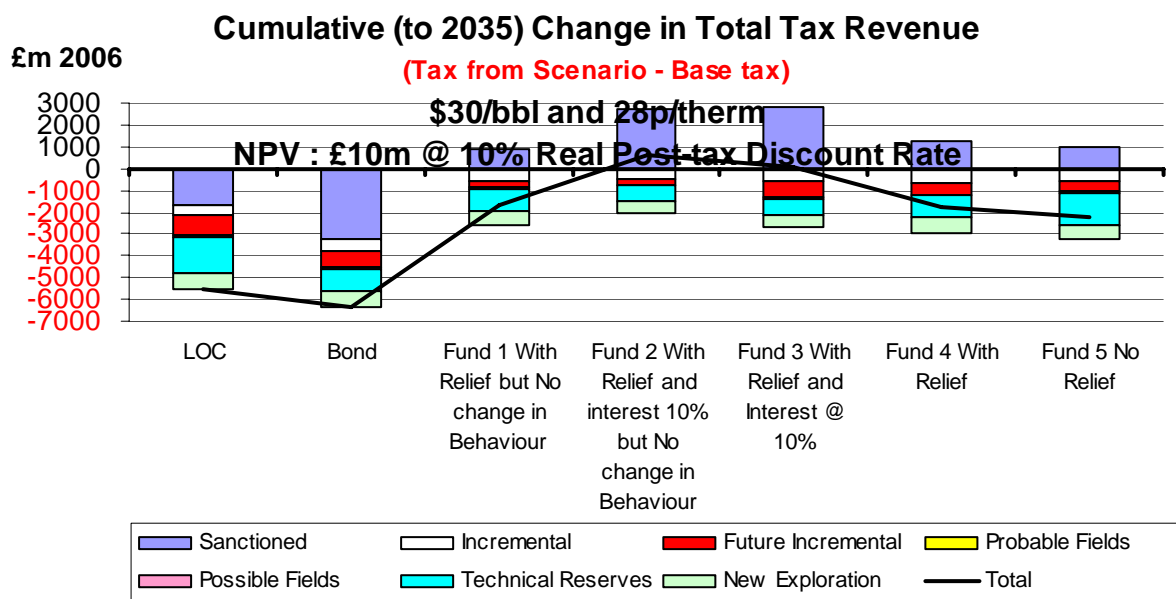 Cumulative (to 2035) Change in Total Tax Revenue
£m 2006
(Tax from Scenario - Base tax)
$30/bbl and 28p/therm
NPV : £10m @ 10% Real Post-tax Discount Rate
3000
2000
1000
0
-1000
-2000
-3000
-4000
-5000
-6000
-7000
LOC
Bond
Fund 1 With
Relief but No
change in
Behaviour
Fund 2 With
Relief and
interest 10%
but No
change in
Behaviour
Fund 3 With
Relief and
Interest @
10%
Fund 4 With
Relief
Fund 5 No
Relief
Sanctioned
Incremental
Future Incremental
Probable Fields
Possible Fields
Technical Reserves
New Exploration
Total